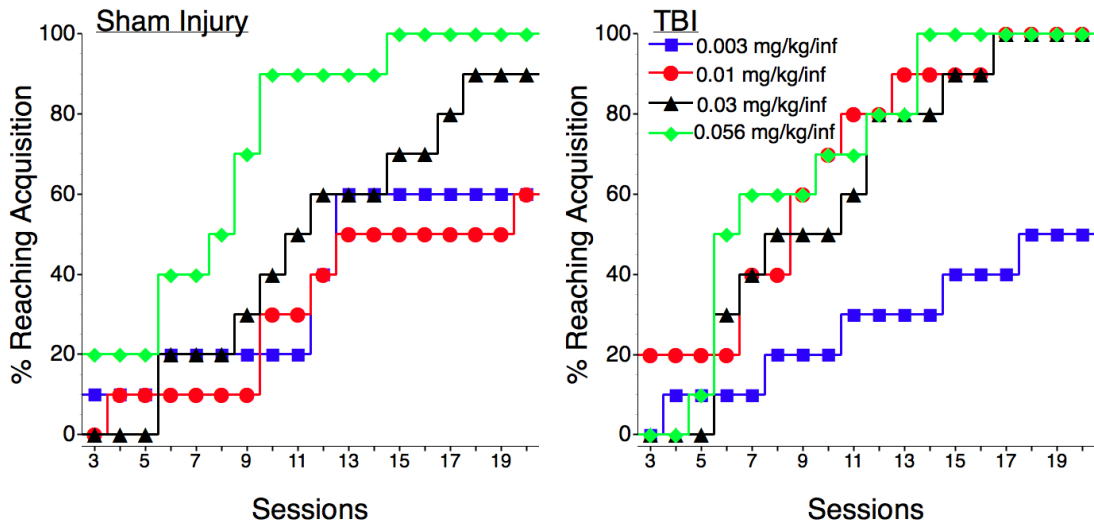 Sham Injury
100
80
60
40
20
0
% Reaching Acquisition
3 5 7 9 11 13 15 17 19
Sessions
TBI
0.003 mg/kg/inf
0.01 mg/kg/inf
0.03 mg/kg/inf
0.056 mg/kg/inf
100
80
60
40
20
0
% Reaching Acquisition
3 5 7 9 11 13 15 17 19
Sessions